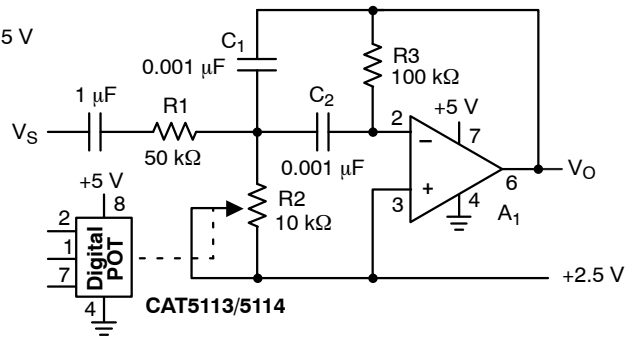 5 V
C1
0.001 µF
R3
100 kΩ
1 µF
R1
C2
+5 V
VS
2
7
−
50 kΩ
0.001 µF
6
VO
+5 V
8
R2
10 kΩ
+
3
4
A1
2
1
7
Digital
POT
4
+2.5 V
CAT5113/5114